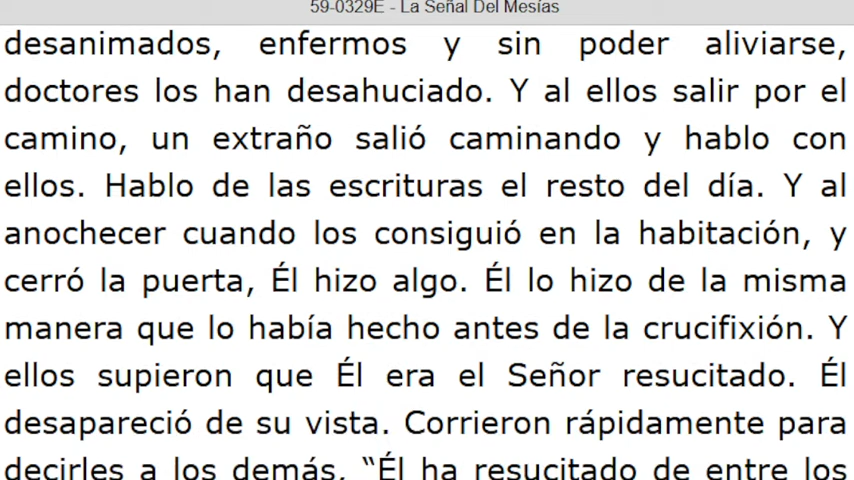 59-0329E - La Señal Del Mesías
desanimados, enfermos y sin poder aliviarse,
doctores los han desahuciado. Y al ellos salir por el
camino, un extraño salió caminando y hablo con
ellos. Hablo de las escrituras el resto del día. Y al
anochecer cuando los consiguió en la habitación, y
cerró la puerta, Él hizo algo. Él lo hizo de la misma
manera que lo había hecho antes de la crucifixión. Y
ellos supieron que Él era el Señor resucitado. Él
desapareció de su vista. Corrieron rápidamente para
decirles a los demás, “Él ha resucitado de entre los